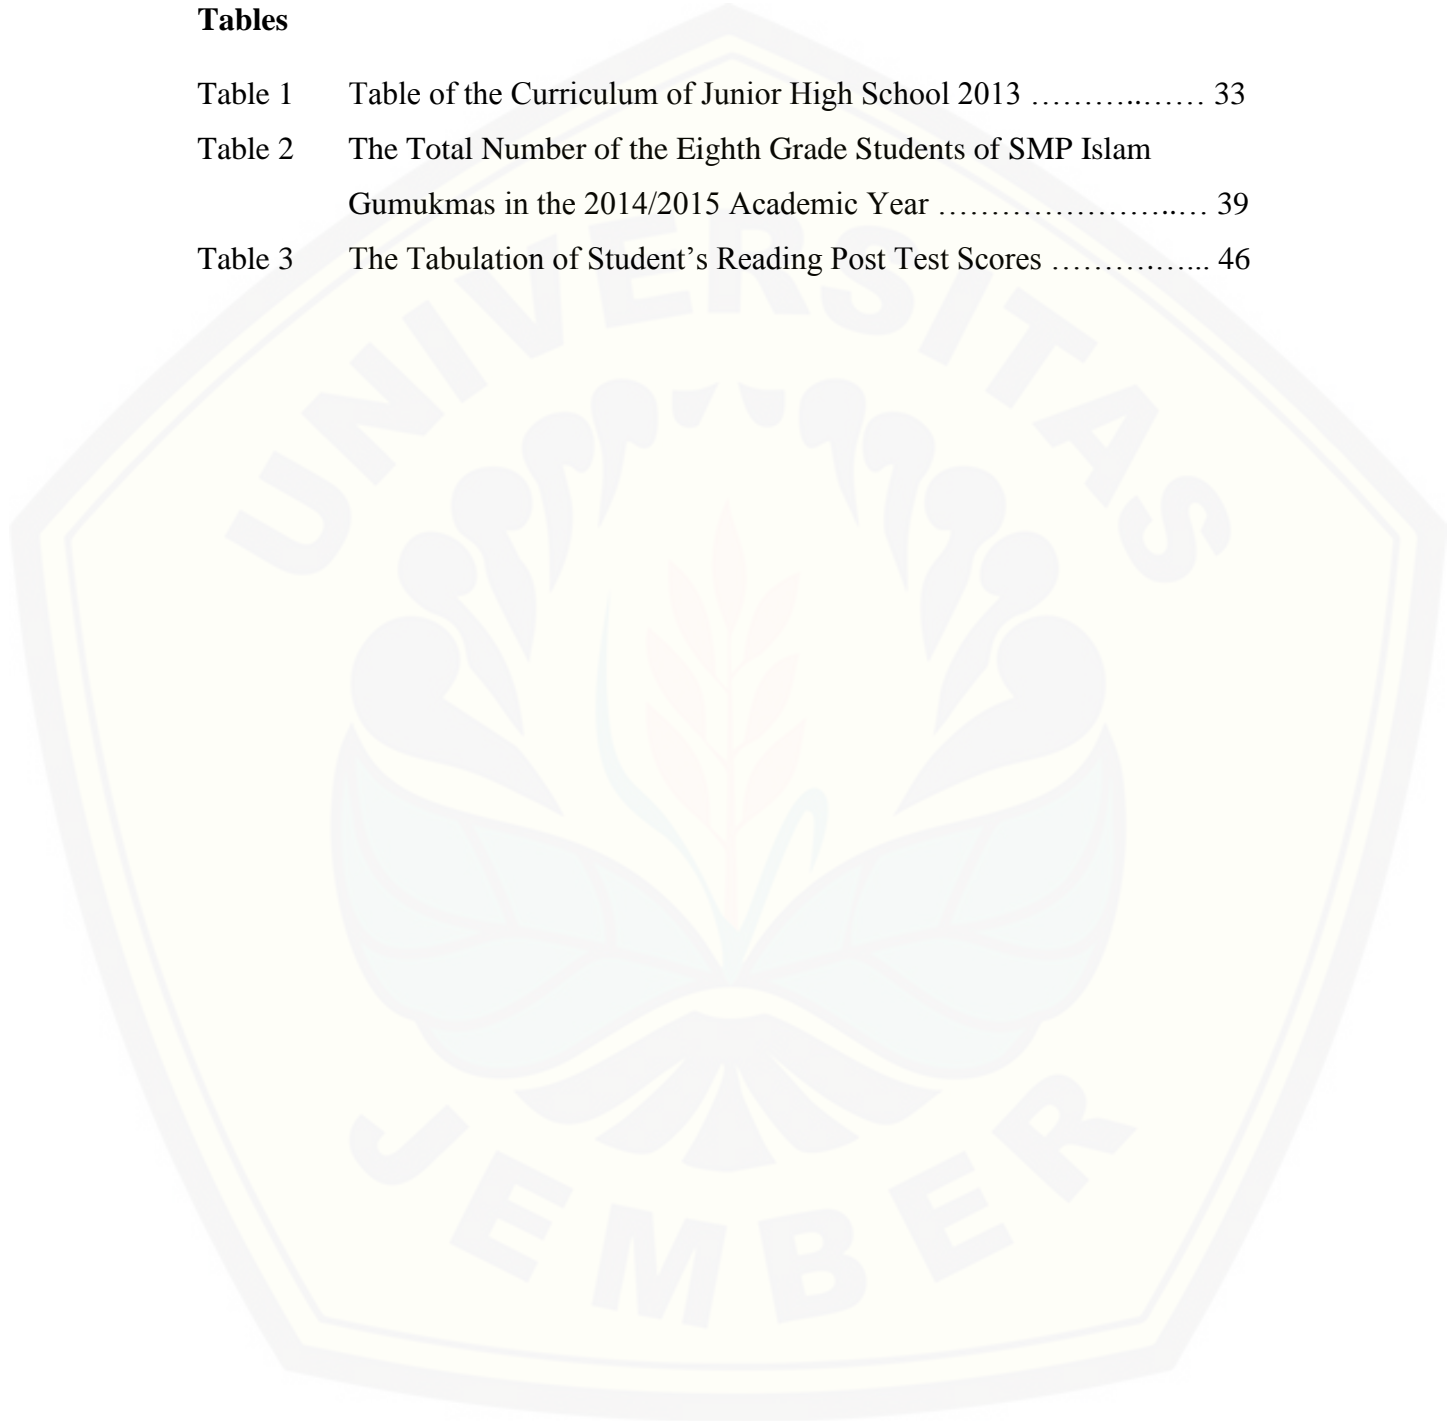 Tables
Table 1 Table of the Curriculum of Junior High School 2013 ………..…… 33
Table 2 The Total Number of the Eighth Grade Students of SMP Islam
Gumukmas in the 2014/2015 Academic Year …………………..… 39
Table 3 The Tabulation of Student’s Reading Post Test Scores ……….…... 46
UNIVERSITAS
JEMBER